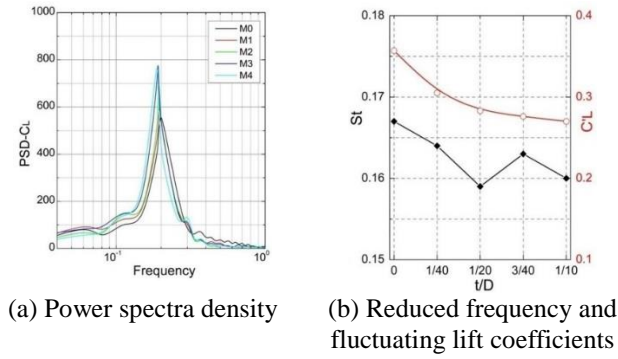 1000
800
600
400
200
0
PSD-CL
10⁻¹
10⁰
Frequency
M0
M1
M2
M3
M4
(a) Power spectra density
0.18
0.17
0.16
0.15
St
0.4
0.3
0.2
0.1
C'L
0 1/40 1/20 3/40 1/10
t/D
(b) Reduced frequency and
fluctuating lift coefficients